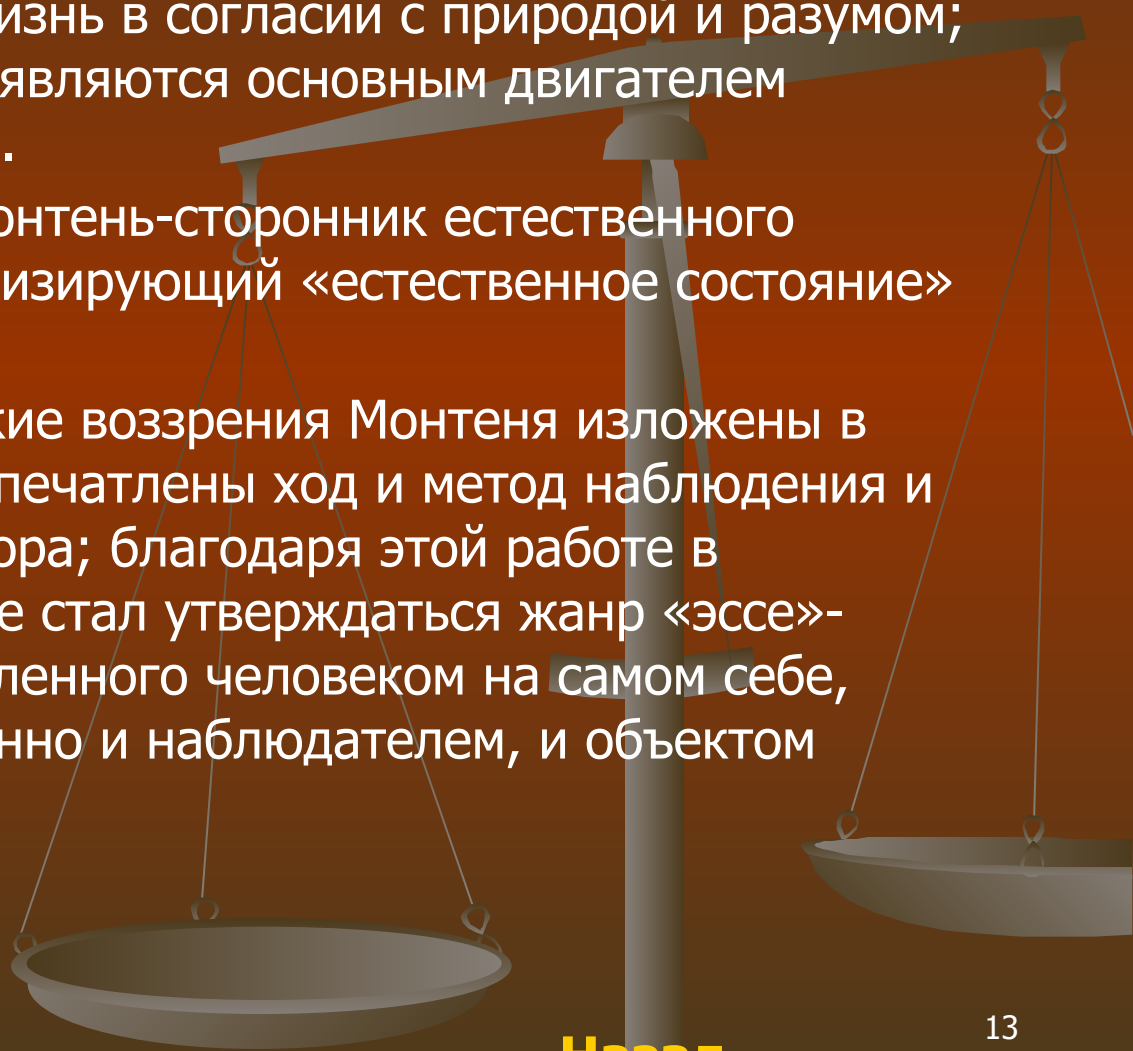 изнь в согласии с природой и разумом;
являются основным двигателем
.
онтень-сторонник естественного
изирующий «естественное состояние»
кие воззрения Монтеня изложены в
печатлены ход и метод наблюдения и
ора; благодаря этой работе в
е стал утверждаться жанр «эссе»-
ленного человеком на самом себе,
нно и наблюдателем, и объектом
13
Назад